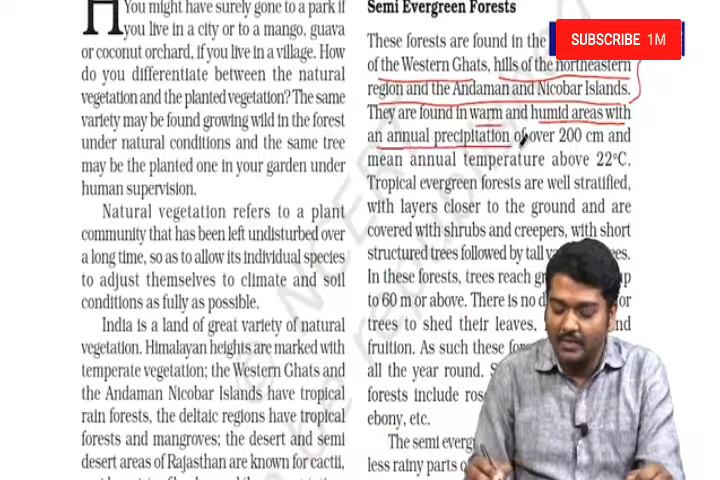 H You might have surely gone to a park if
you live in a city or to a mango, guava
or coconut orchard, if you live in a village. How
do you differentiate between the natural
vegetation and the planted vegetation? The same
variety may be found growing wild in the forest
under natural conditions and the same tree
may be the planted one in your garden under
human supervision.
Natural vegetation refers to a plant
community that has been left undisturbed over
a long time, so as to allow its individual species
to adjust themselves to climate and soil
conditions as fully as possible.
India is a land of great variety of natural
vegetation. Himalayan heights are marked with
temperate vegetation; the Western Ghats and
the Andaman Nicobar Islands have tropical
rain forests, the deltaic regions have tropical
forests and mangroves; the desert and semi
desert areas of Rajasthan are known for cactii,
Semi Evergreen Forests
These forests are found in the
of the Western Ghats, hills of the northeastern
region and the Andaman and Nicobar Islands.
They are found in warm and humid areas with
an annual precipitation of over 200 cm and
mean annual temperature above 22°C.
Tropical evergreen forests are well stratified,
with layers closer to the ground and are
covered with shrubs and creepers, with short
structured trees followed by tall
In these forests, trees reach up
to 60 m or above. There is no or
trees to shed their leaves,
fruition. As such these
all the year round.
forests include
ebony, etc.
The semi
less rainy parts
SUBSCRIBE 1M
© NCERT
be republished